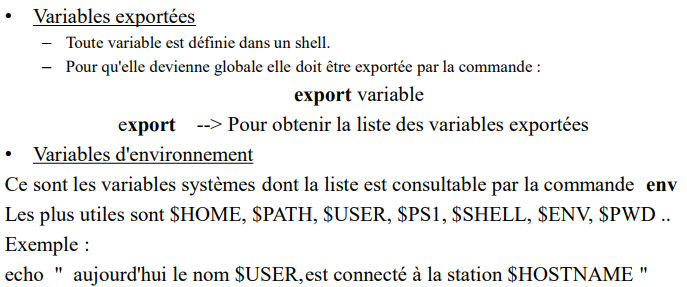 • Variables exportées
– Toute variable est définie dans un shell.
– Pour qu'elle devienne globale elle doit être exportée par la commande :
export variable
export --> Pour obtenir la liste des variables exportées
• Variables d'environnement
Ce sont les variables systèmes dont la liste est consultable par la commande env
Les plus utiles sont $HOME, $PATH, $USER, $PS1, $SHELL, $ENV, $PWD ..
Exemple :
echo " aujourd'hui le nom $USER,est connecté à la station $HOSTNAME "